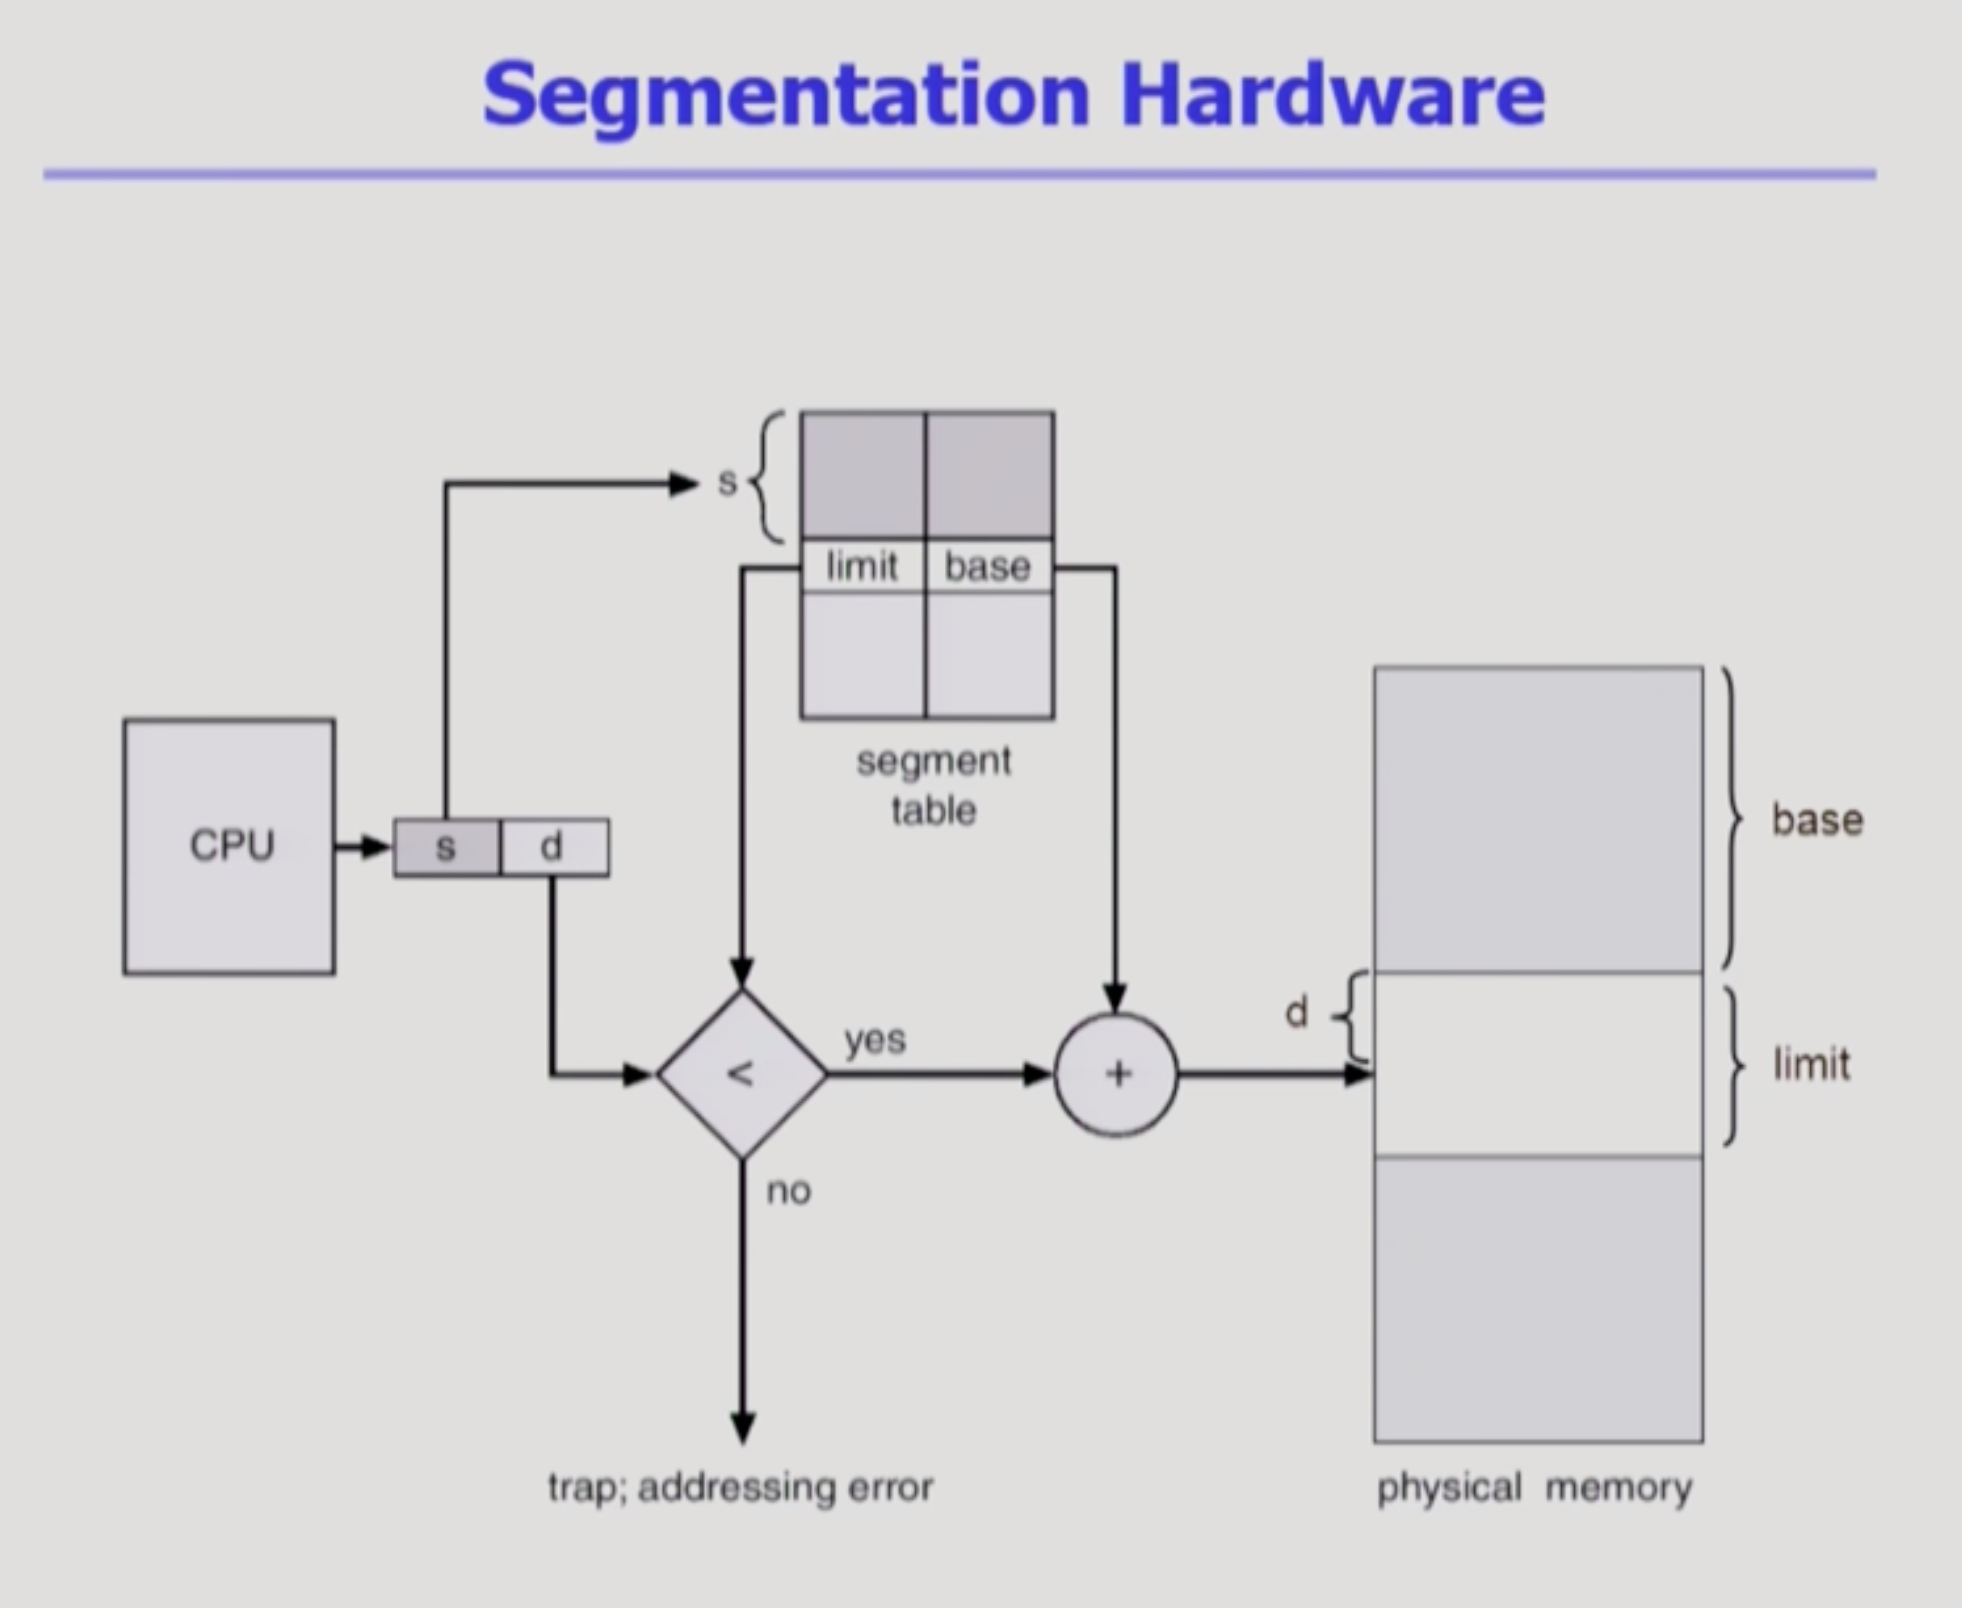 Segmentation Hardware
s
limit base
segment
table
CPU
s d
base
d
limit
yes
<
+
no
trap; addressing error
physical memory